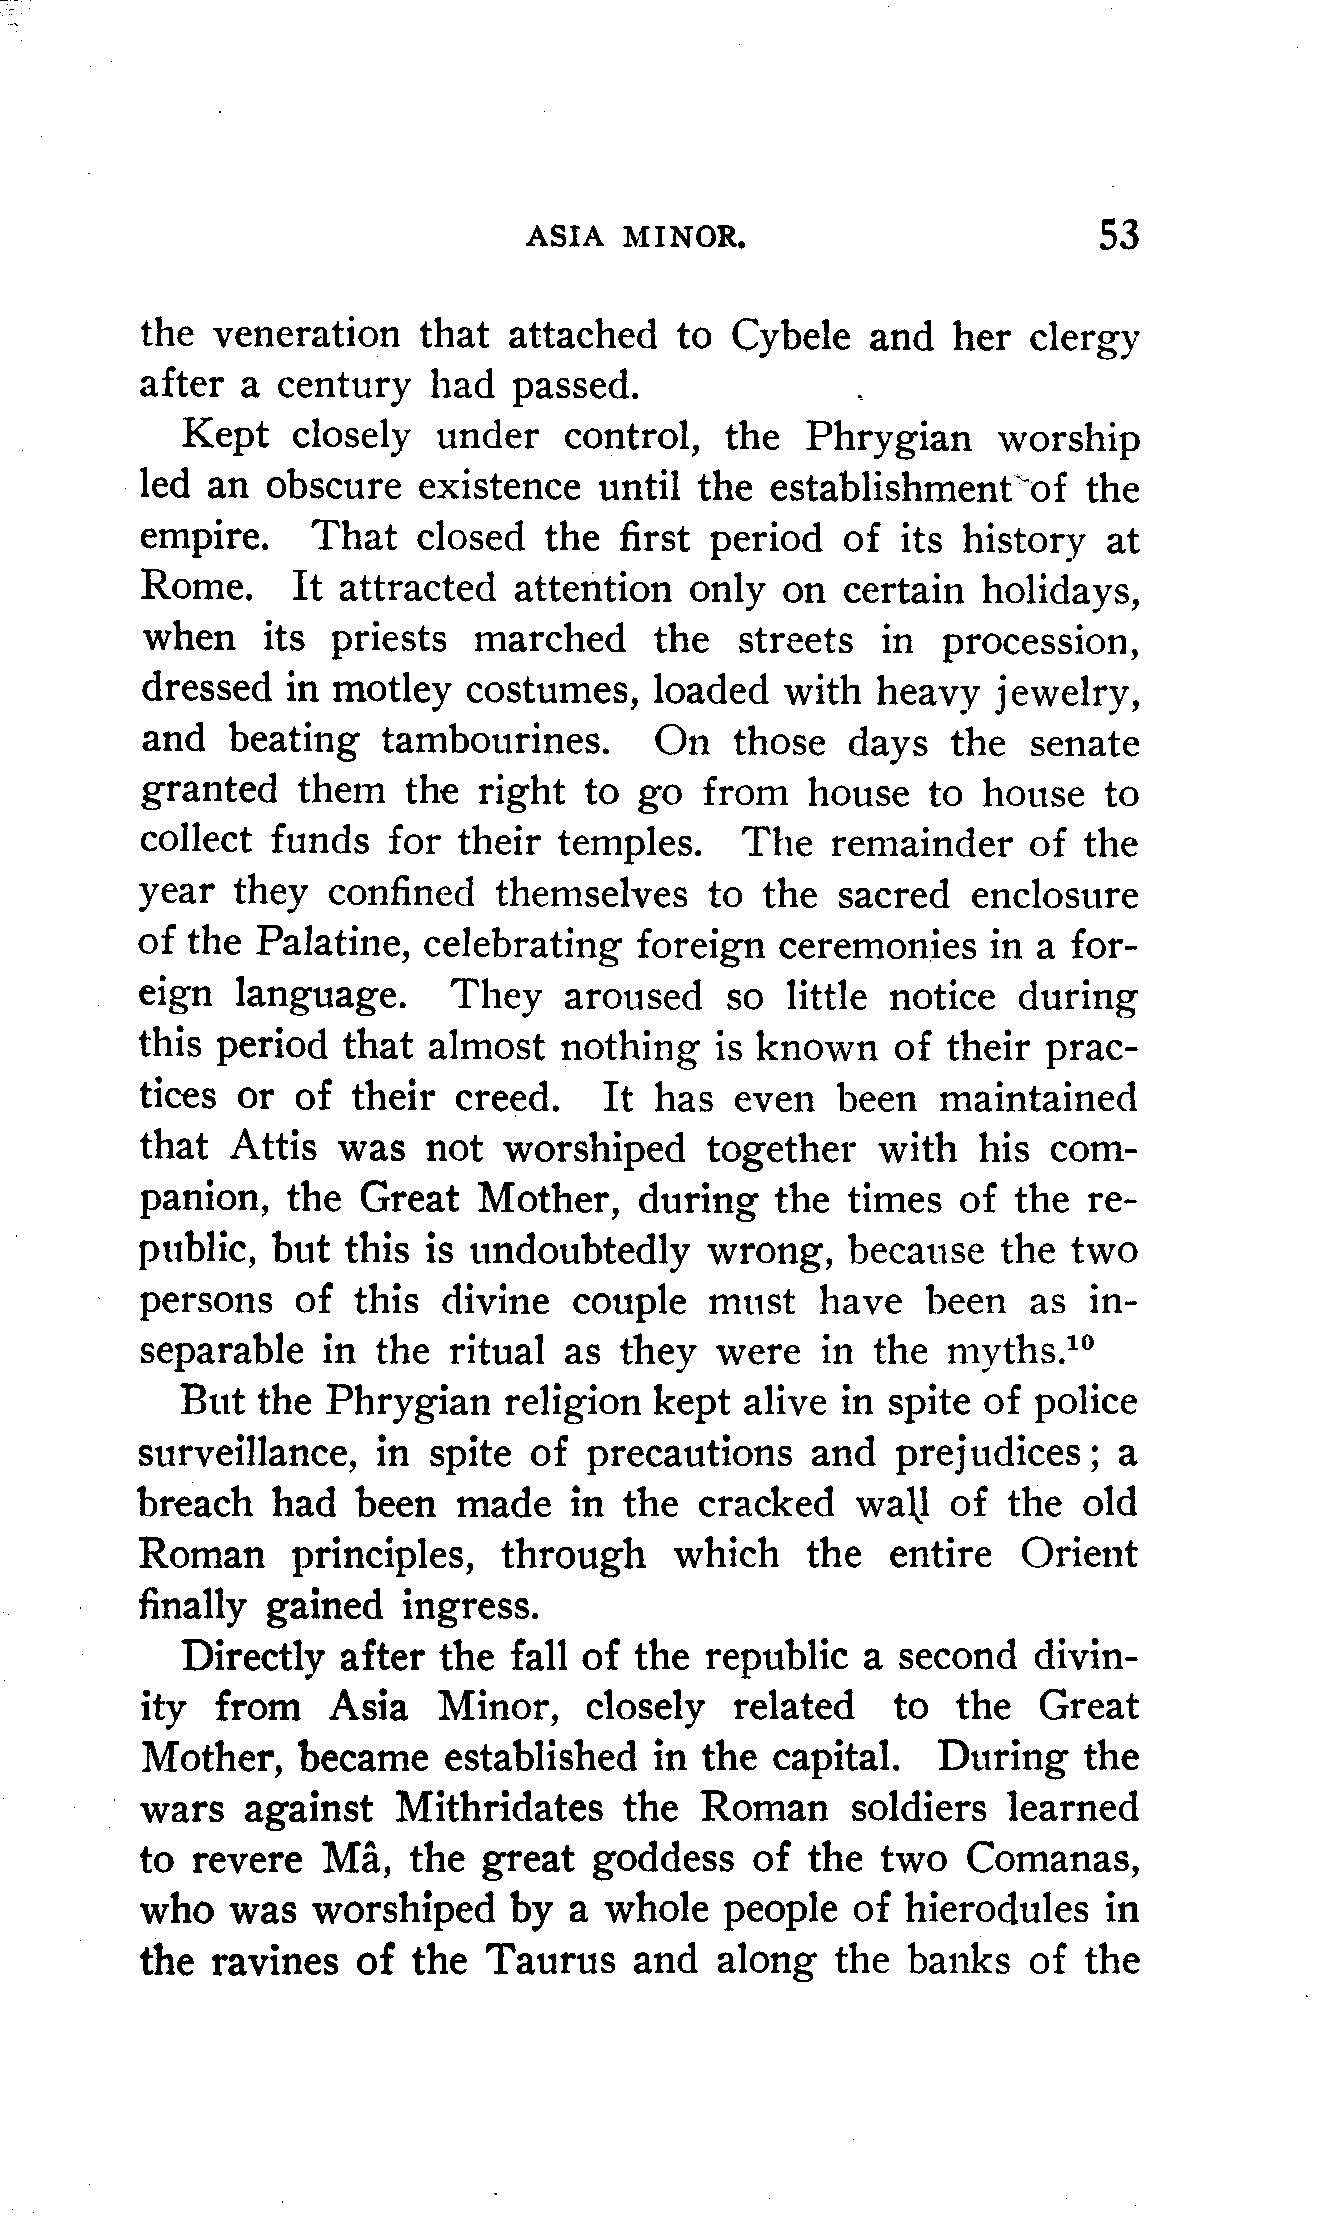 ASIA MINOR. 53
the veneration that attached to Cybele and her clergy
after a century had passed.
Kept closely under control, the Phrygian worship
led an obscure existence until the establishment of the
empire. That closed the first period of its history at
Rome. It attracted attention only on certain holidays,
when its priests marched the streets in procession,
dressed in motley costumes, loaded with heavy jewelry,
and beating tambourines. On those days the senate
granted them the right to go from house to house to
collect funds for their temples. The remainder of the
year they confined themselves to the sacred enclosure
of the Palatine, celebrating foreign ceremonies in a for-
eign language. They aroused so little notice during
this period that almost nothing is known of their prac-
tices or of their creed. It has even been maintained
that Attis was not worshiped together with his com-
panion, the Great Mother, during the times of the re-
public, but this is undoubtedly wrong, because the two
persons of this divine couple must have been as in-
separable in the ritual as they were in the myths.¹⁰
But the Phrygian religion kept alive in spite of police
surveillance, in spite of precautions and prejudices; a
breach had been made in the cracked wall of the old
Roman principles, through which the entire Orient
finally gained ingress.
Directly after the fall of the republic a second divin-
ity from Asia Minor, closely related to the Great
Mother, became established in the capital. During the
wars against Mithridates the Roman soldiers learned
to revere Mâ, the great goddess of the two Comanas,
who was worshiped by a whole people of hierodules in
the ravines of the Taurus and along the banks of the